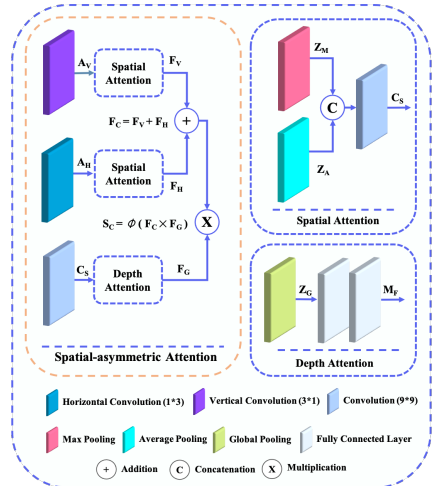 A_V
Spatial
Attention
F_V
F_C = F_V + F_H
+
A_H
Spatial
Attention
F_H
S_C = Φ ( F_C × F_G )
X
C_S
Depth
Attention
F_G
Spatial-asymmetric Attention
Z_M
C
C_S
Z_A
Spatial Attention
Z_G
M_F
Depth Attention
Horizontal Convolution (1*3)
Vertical Convolution (3*1)
Convolution (9*9)
Max Pooling
Average Pooling
Global Pooling
Fully Connected Layer
+ Addition
C Concatenation
X Multiplication